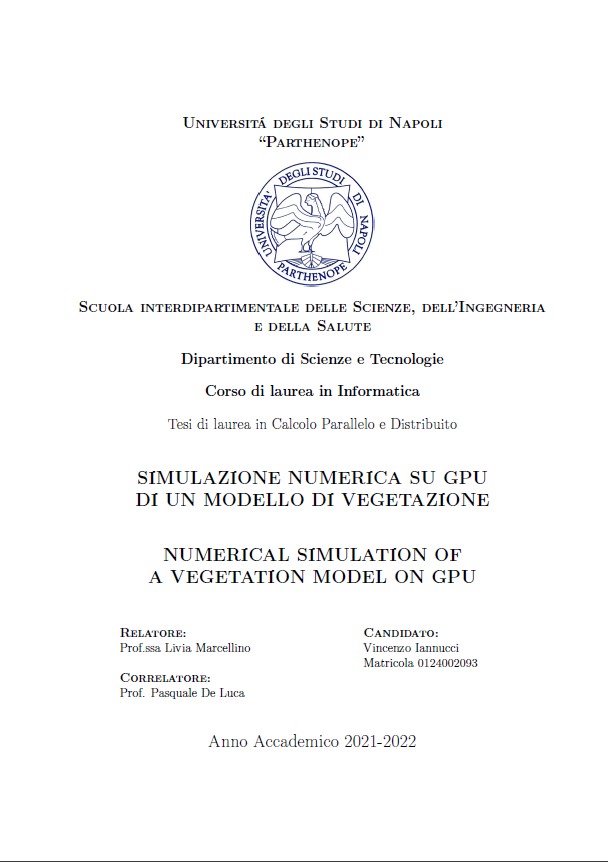 Universitá degli Studi di Napoli
“Parthenope”
UNIVERSITA' DEGLI STUDI DI NAPOLI
PARTHENOPE
Scuola interdipartimentale delle Scienze, dell'Ingegneria
e della Salute
Dipartimento di Scienze e Tecnologie
Corso di laurea in Informatica
Tesi di laurea in Calcolo Parallelo e Distribuito
SIMULAZIONE NUMERICA SU GPU
DI UN MODELLO DI VEGETAZIONE
NUMERICAL SIMULATION OF
A VEGETATION MODEL ON GPU
Relatore:
Prof.ssa Livia Marcellino
Correlatore:
Prof. Pasquale De Luca
Candidato:
Vincenzo Iannucci
Matricola 0124002093
Anno Accademico 2021-2022